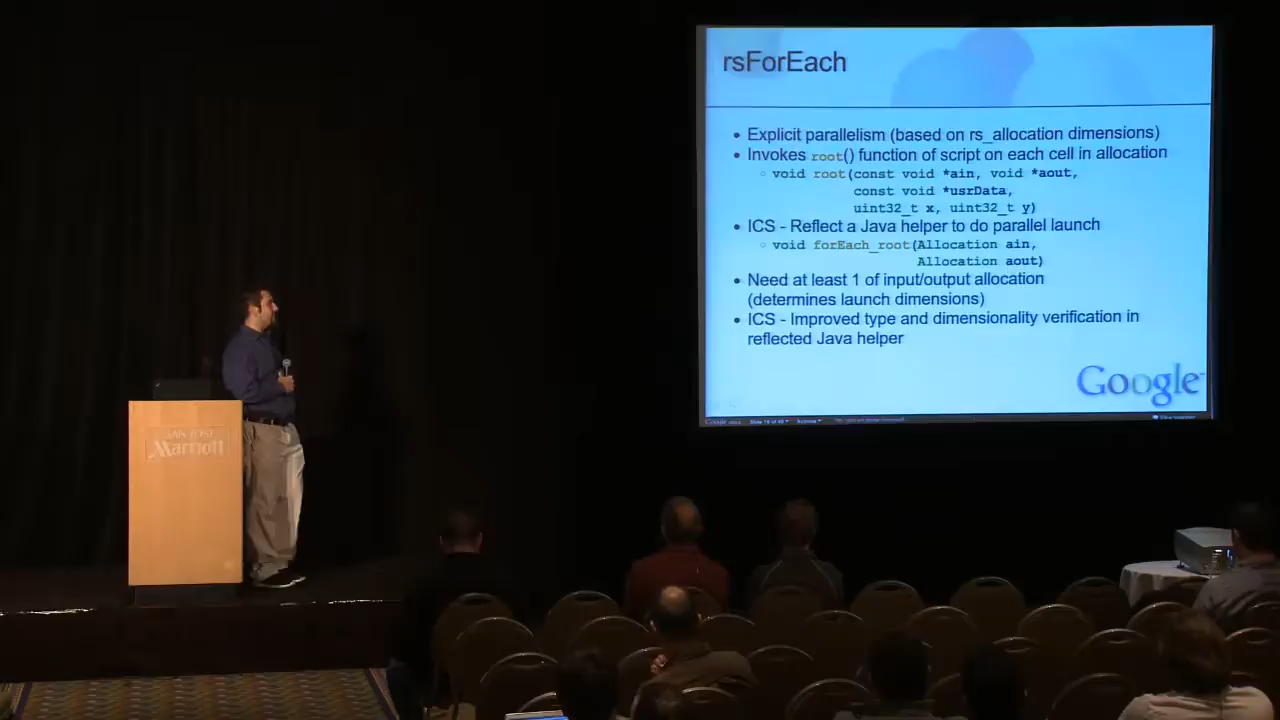 rsForEach
• Explicit parallelism (based on rs_allocation dimensions)
• Invokes root() function of script on each cell in allocation
○ void root(const void *ain, void *aout,
const void *usrData,
uint32_t x, uint32_t y)
• ICS - Reflect a Java helper to do parallel launch
○ void forEach_root(Allocation ain,
Allocation aout)
• Need at least 1 of input/output allocation
(determines launch dimensions)
• ICS - Improved type and dimensionality verification in
reflected Java helper
Google
SAN JOSE
Marriott